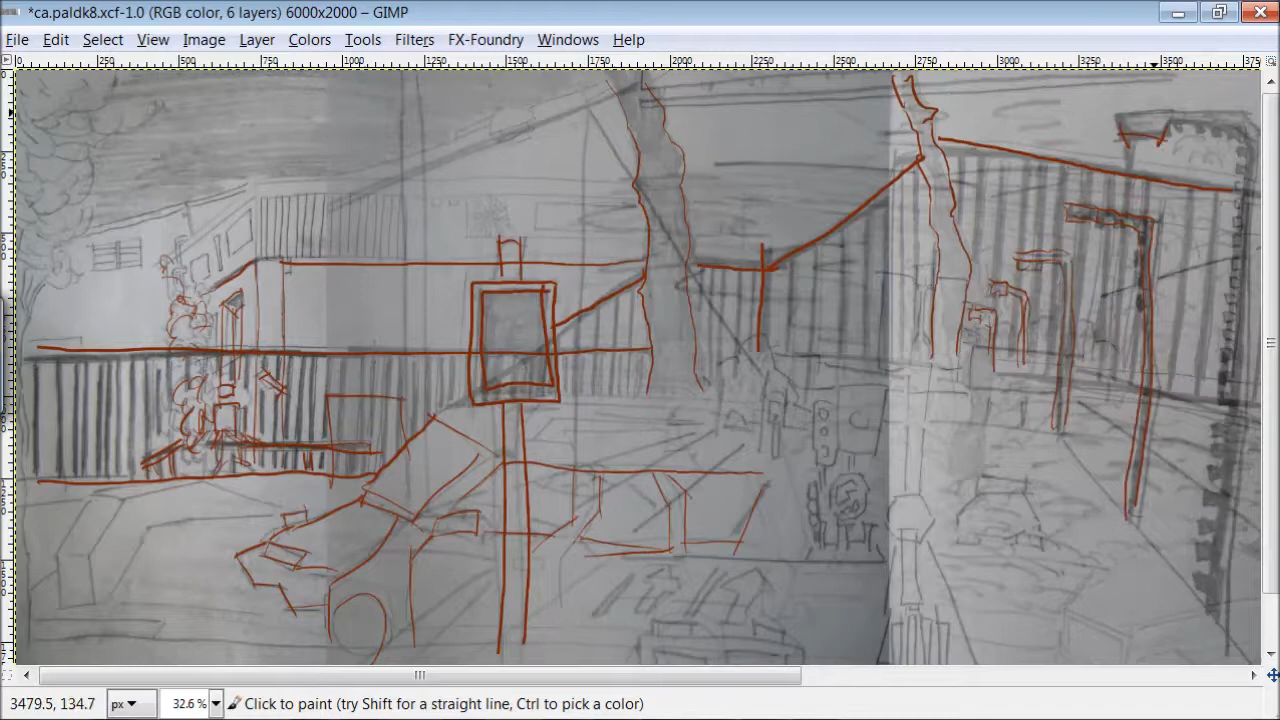 *ca.paldk8.xcf-1.0 (RGB color, 6 layers) 6000x2000 – GIMP
File Edit Select View Image Layer Colors Tools Filters FX-Foundry Windows Help
0 250 500 750 1000 1250 1500 1750 2000 2250 2500 2750 3000 3250 3500 375
3479.5, 134.7 px 32.6 % Click to paint (try Shift for a straight line, Ctrl to pick a color)